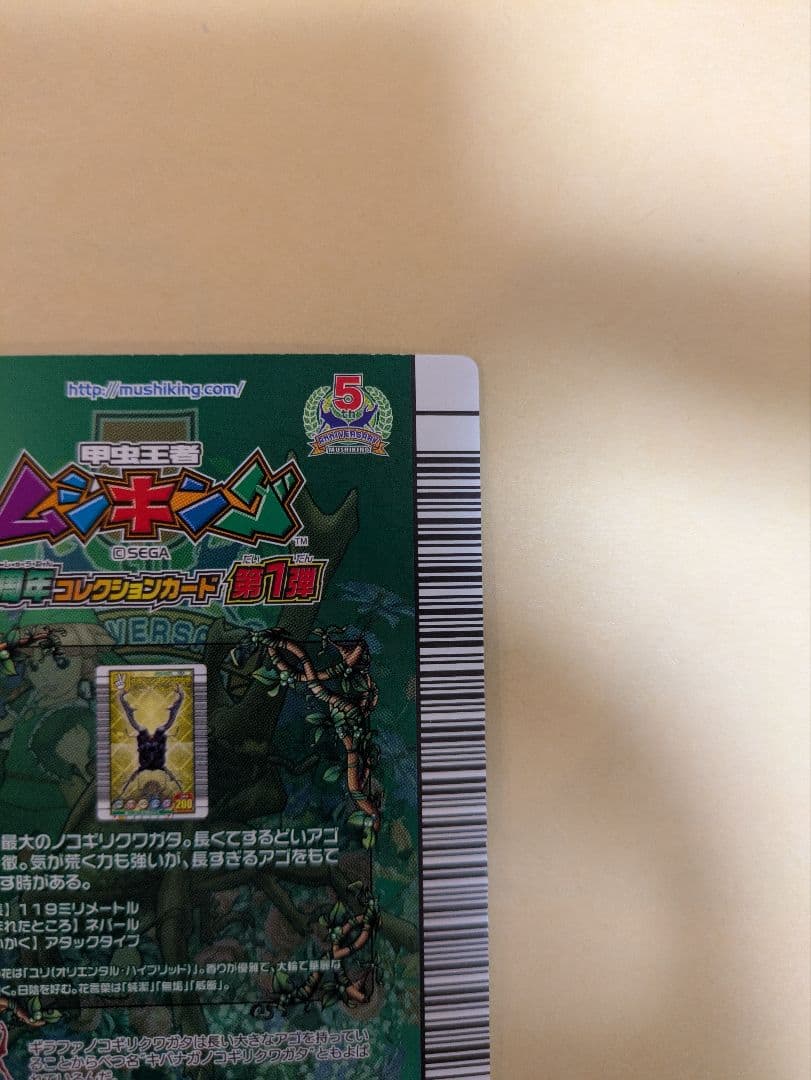 http://mushiking.com/
5
th
ANNIVERSARY
MUSHIKING
甲虫王者
ムシキング
TM
©SEGA
だい だん
周年 コレクションカード 第1弾
VERSA
200
最大のノコギリクワガタ。長くてするどいアゴ
徴。気が荒く力も強いが、長すぎるアゴをもて
す時がある。
】119ミリメートル
まれたところ】ネパール
いかく】アタックタイプ
花は「ユリ(オリエンタル・ハイブリッド)」。香りが優雅で、大輪で華麗な
く。日陰を好む。花言葉は「純潔」「無垢」「威厳」。
ギラファノコギリクワガタは長い大きなアゴを持ってい
ることからべつ名“キバナガノコギリクワガタ”ともよば
れているんだ